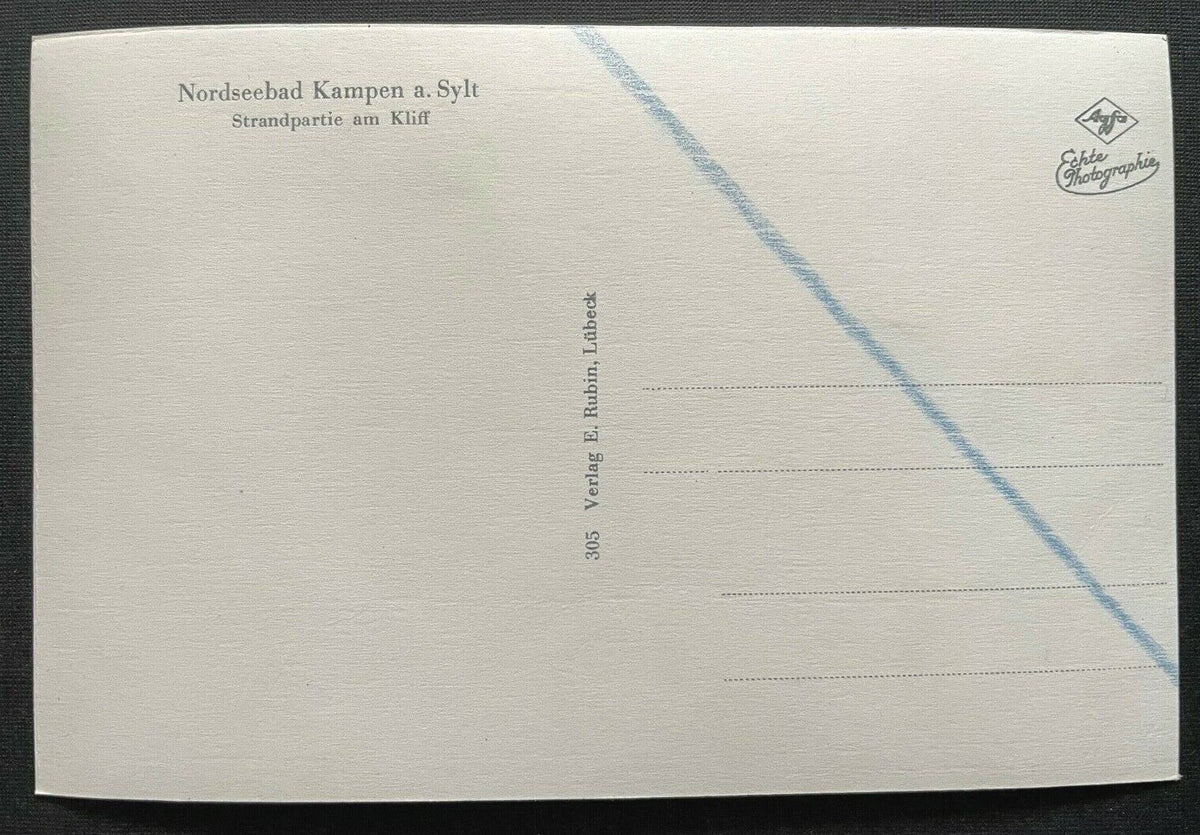 Nordseebad Kampen a. Sylt
Strandpartie am Kliff
305 Verlag E. Rubin, Lübeck
Agfa
Echte
Photographie